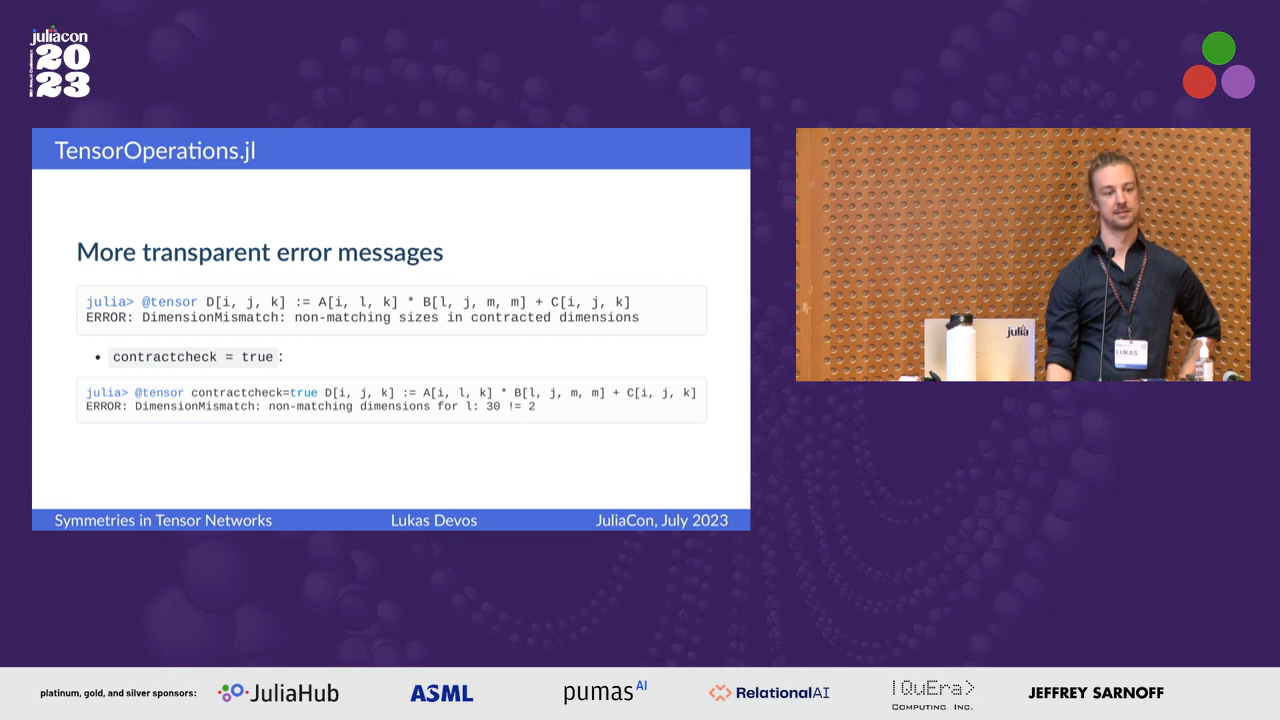 juliacon
20
23
TensorOperations.jl
More transparent error messages
julia> @tensor D[i, j, k] := A[i, l, k] * B[l, j, m, m] + C[i, j, k]
ERROR: DimensionMismatch: non-matching sizes in contracted dimensions
• contractcheck = true:
julia> @tensor contractcheck=true D[i, j, k] := A[i, l, k] * B[l, j, m, m] + C[i, j, k]
ERROR: DimensionMismatch: non-matching dimensions for l: 30 != 2
Symmetries in Tensor Networks Lukas Devos JuliaCon, July 2023
julia
LUKAS
platinum, gold, and silver sponsors: JuliaHub ASML pumas AI RelationalAI |QuEra> COMPUTING INC. JEFFREY SARNOFF